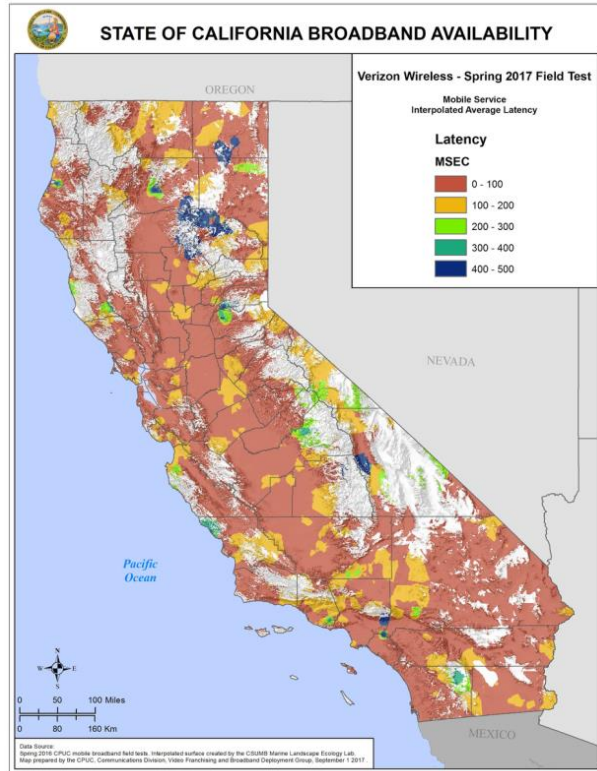 STATE OF CALIFORNIA BROADBAND AVAILABILITY
OREGON
Verizon Wireless - Spring 2017 Field Test
Mobile Service
Interpolated Average Latency
Latency
MSEC
0 - 100
100 - 200
200 - 300
300 - 400
400 - 500
NEVADA
Pacific
Ocean
N
W E
S
0 50 100 Miles
0 80 160 Km
MEXICO
Data Source:
Spring 2016 CPUC mobile broadband field tests. Interpolated surface created by the CSUMB Marine Landscape Ecology Lab.
Map prepared by the CPUC, Communications Division, Video Franchising and Broadband Deployment Group, September 1 2017.